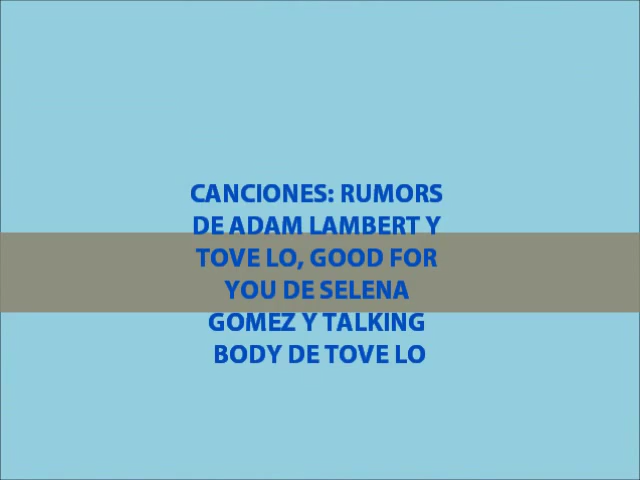 CANCIONES: RUMORS
DE ADAM LAMBERT Y
TOVE LO, GOOD FOR
YOU DE SELENA
GOMEZ Y TALKING
BODY DE TOVE LO